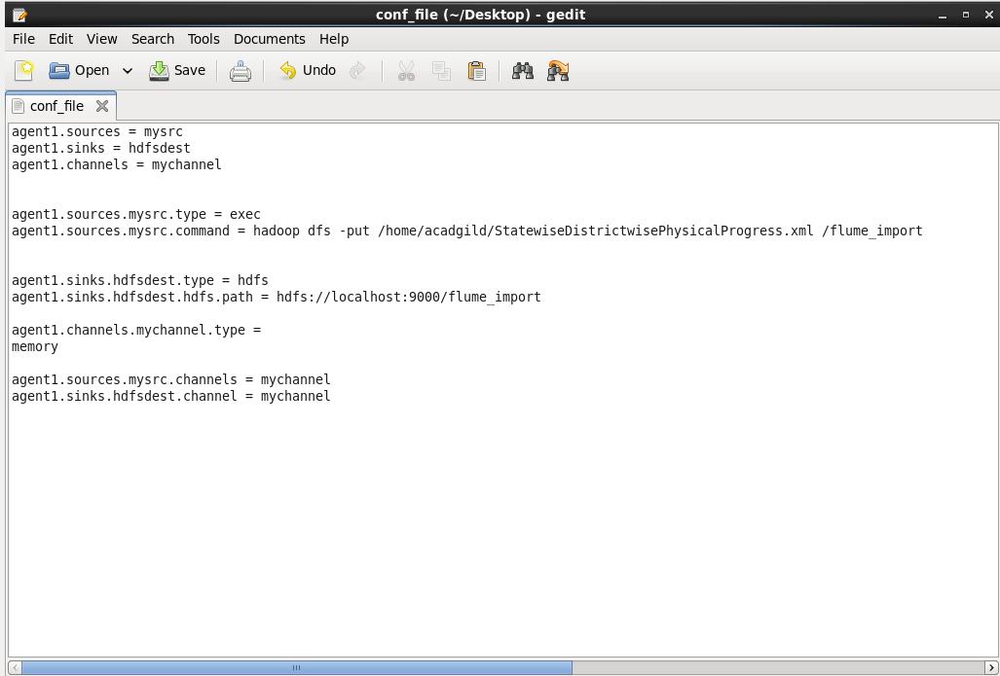 conf_file (~/Desktop) - gedit
File Edit View Search Tools Documents Help
Open Save Undo
conf_file
agent1.sources = mysrc
agent1.sinks = hdfsdest
agent1.channels = mychannel
agent1.sources.mysrc.type = exec
agent1.sources.mysrc.command = hadoop dfs -put /home/acadgild/StatewiseDistrictwisePhysicalProgress.xml /flume_import
agent1.sinks.hdfsdest.type = hdfs
agent1.sinks.hdfsdest.hdfs.path = hdfs://localhost:9000/flume_import
agent1.channels.mychannel.type =
memory
agent1.sources.mysrc.channels = mychannel
agent1.sinks.hdfsdest.channel = mychannel